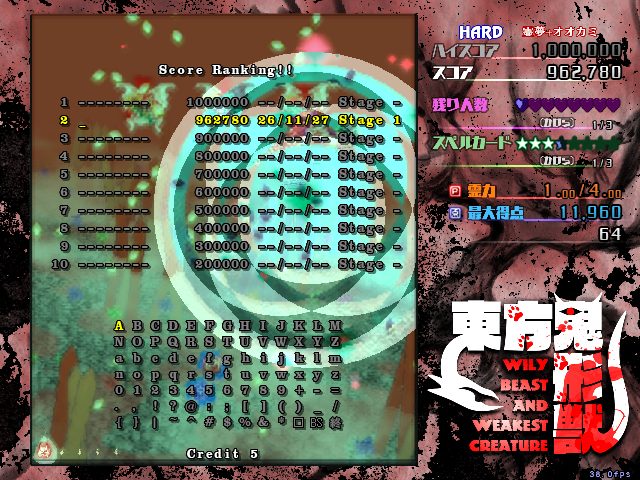 Score Ranking!!
1 -------- 1000000 --/--/-- Stage -
2 _ 962780 26/11/27 Stage 1
3 -------- 900000 --/--/-- Stage -
4 -------- 800000 --/--/-- Stage -
5 -------- 700000 --/--/-- Stage -
6 -------- 600000 --/--/-- Stage -
7 -------- 500000 --/--/-- Stage -
8 -------- 400000 --/--/-- Stage -
9 -------- 300000 --/--/-- Stage -
10 -------- 200000 --/--/-- Stage -
A B C D E F G H I J K L M
N O P Q R S T U V W X Y Z
a b c d e f g h i j k l m
n o p q r s t u v w x y z
0 1 2 3 4 5 6 7 8 9 + - =
. , ! ? @ : ; [ ] ( ) _ /
{ } | ~ ^ # $ % & * 口 BS 終
Credit 5
HARD 霊夢+オオカミ
ハイスコア 1,000,000
スコア 962,780
残り人数
(かけら) 1/3
スペルカード
(かけら) 1/3
P 霊力 1.00/4.00
最大得点 11,960
64
東方鬼形獣
WILY
BEAST
AND
WEAKEST
CREATURE
38.0fps